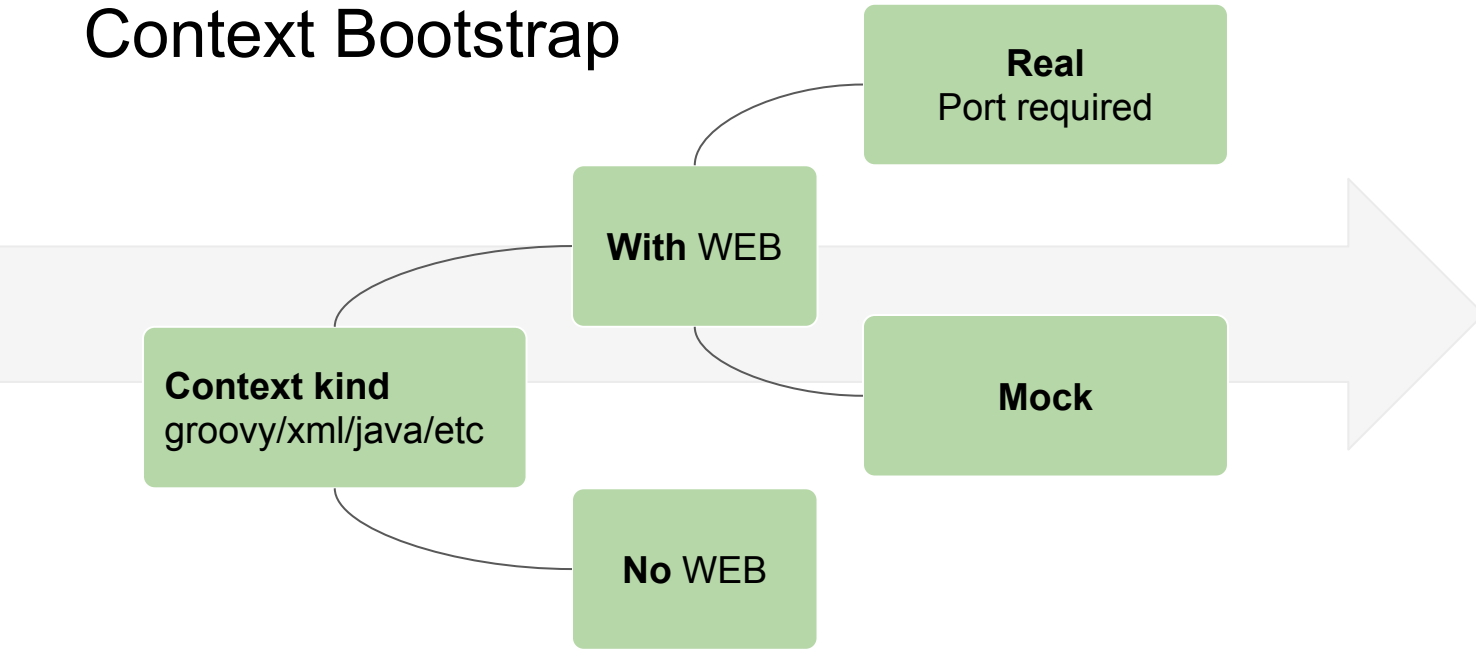 Context Bootstrap
Real
Port required
With WEB
Context kind
groovy/xml/java/etc
Mock
No WEB